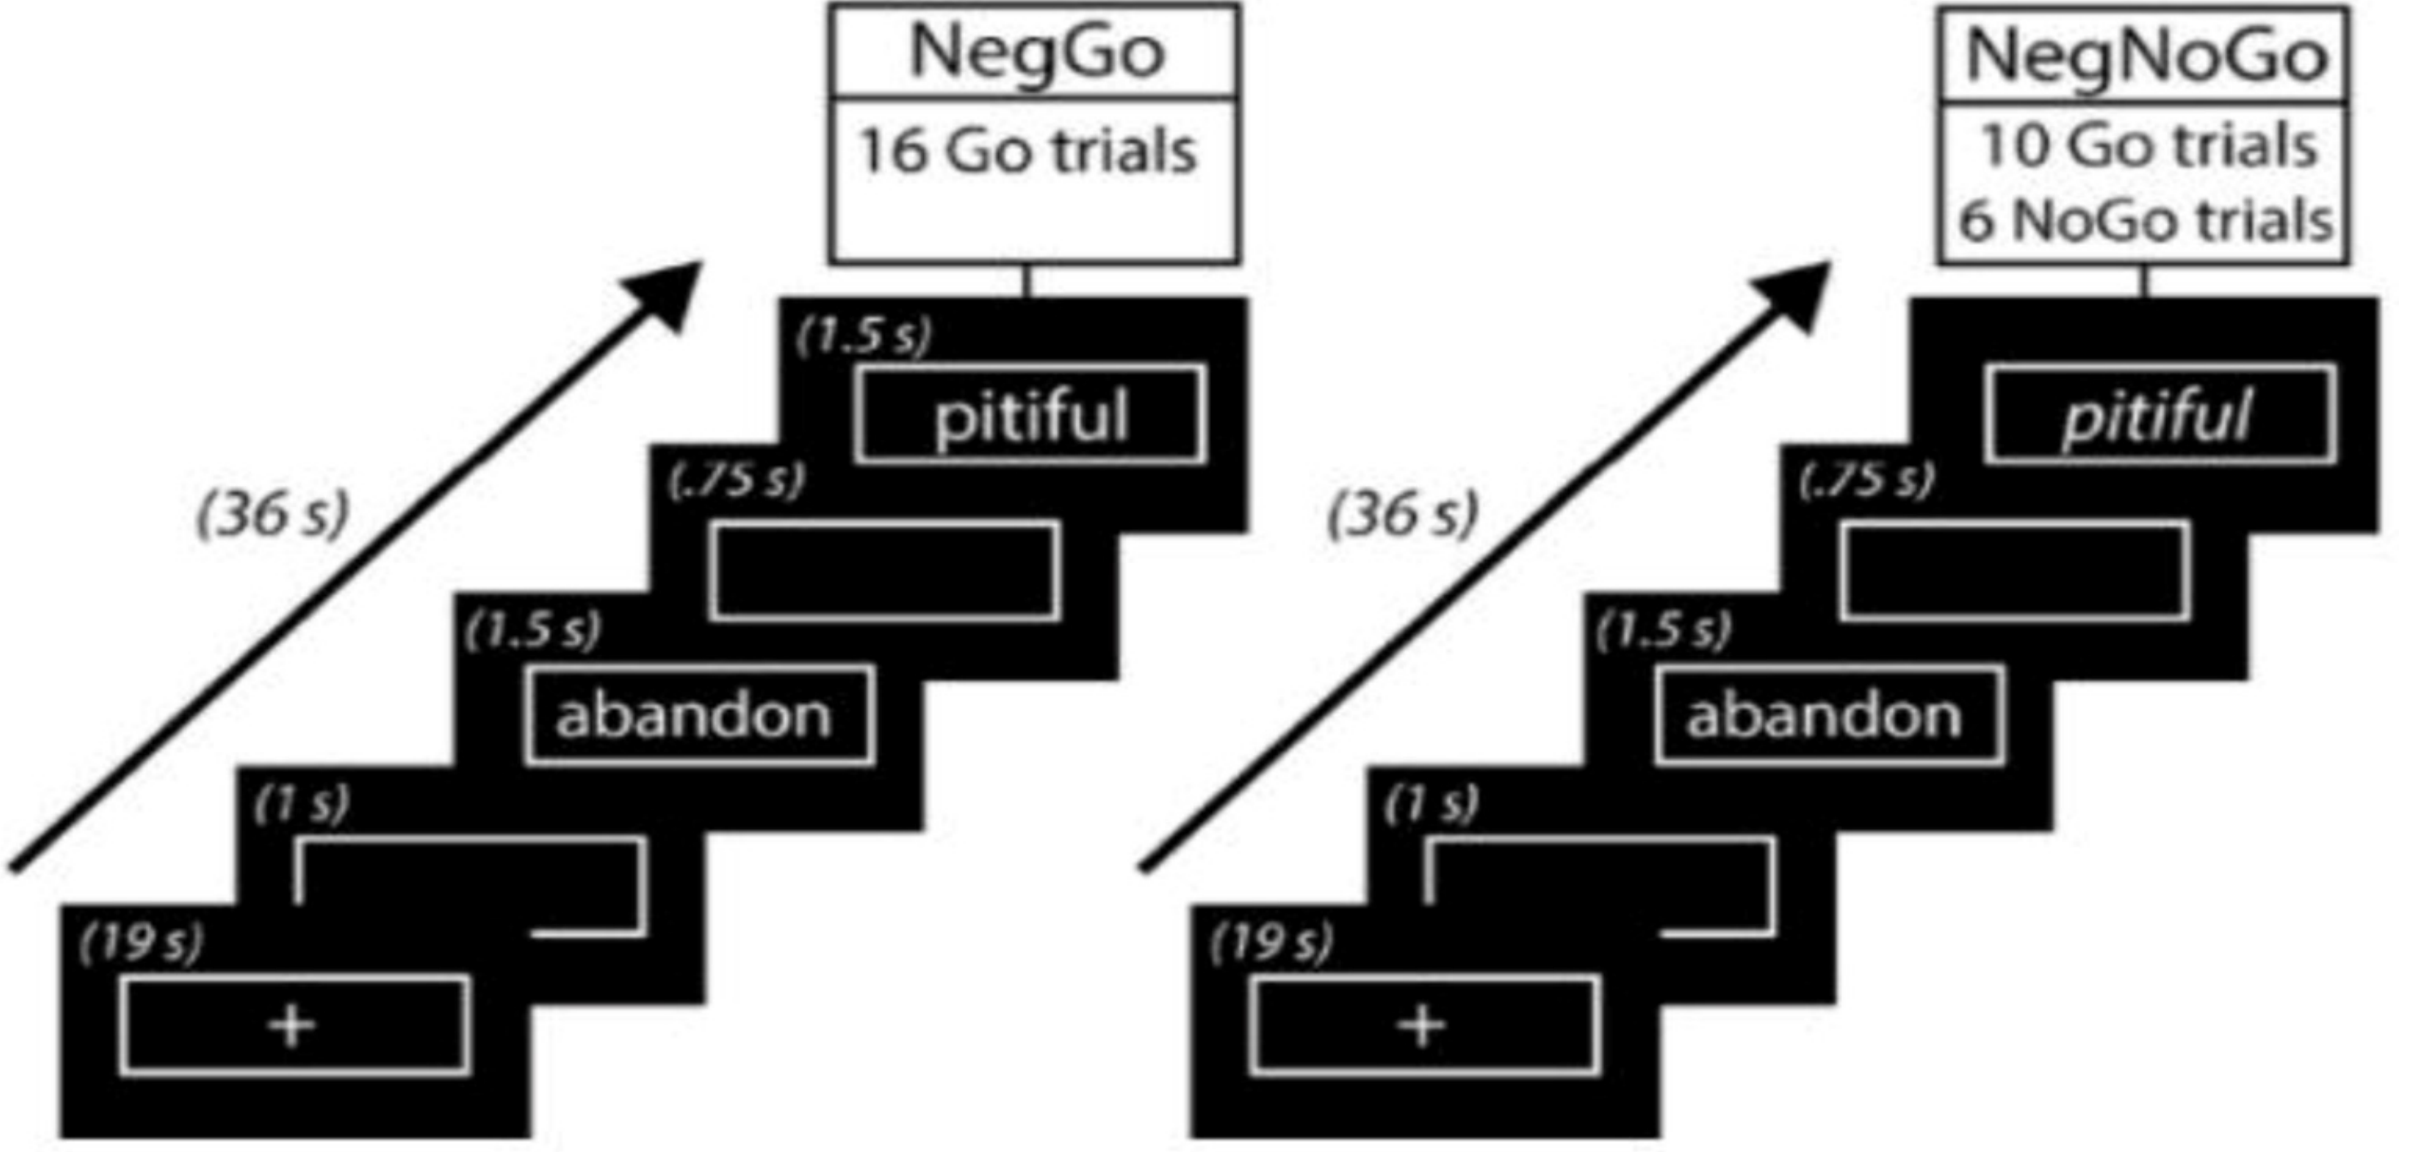 NegGo
16 Go trials
(1.5 s)
pitiful
(.75 s)
(36 s)
(1.5 s)
abandon
(1 s)
(19 s)
+
NegNoGo
10 Go trials
6 NoGo trials
pitiful
(.75 s)
(36 s)
(1.5 s)
abandon
(1 s)
(19 s)
+